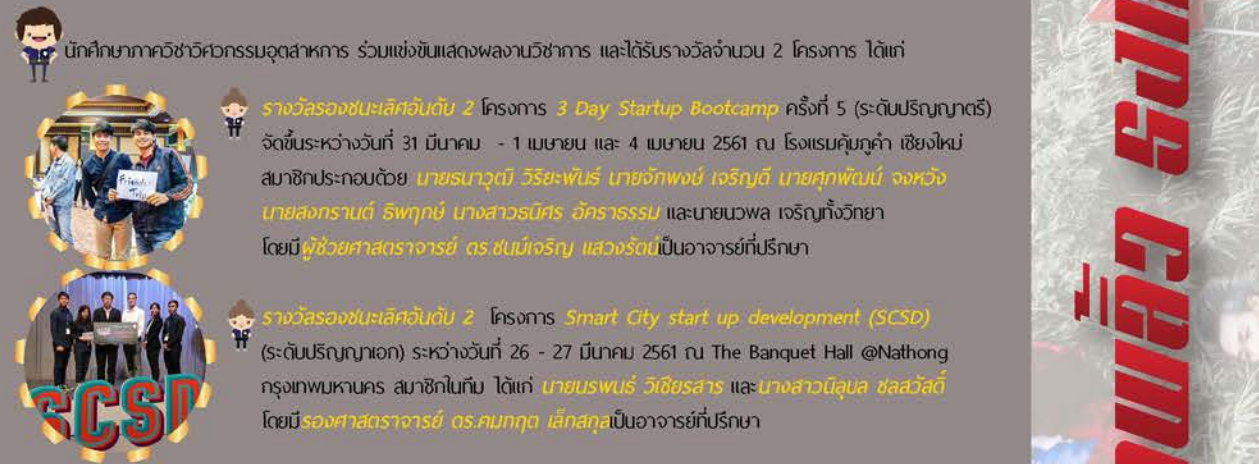 นักศึกษาภาควิชาวิศวกรรมอุตสาหการ ร่วมแข่งขันแสดงผลงานวิชาการ และได้รับรางวัลจำนวน 2 โครงการ ได้แก่
รางวัลรองชนะเลิศอันดับ 2 โครงการ 3 Day Startup Bootcamp ครั้งที่ 5 (ระดับปริญญาตรี)
จัดขึ้นระหว่างวันที่ 31 มีนาคม - 1 เมษายน และ 4 เมษายน 2561 ณ โรงแรมคุ้มภูคำ เชียงใหม่
สมาชิกประกอบด้วย นายธนาวุฒิ วิริยะพันธ์ นายจักพงษ์ เจริญดี นายศุภพัฒน์ จงหวัง
นายสงกรานต์ ธิพฤกษ์ นางสาวธนิศร อัคราธรรม และนายนวพล เจริญทั้งวิทยา
โดยมีผู้ช่วยศาสตราจารย์ ดร.ชนม์เจริญ แสวงรัตน์เป็นอาจารย์ที่ปรึกษา
Friendship
Trip
รางวัลรองชนะเลิศอันดับ 2 โครงการ Smart City start up development (SCSD)
(ระดับปริญญาเอก) ระหว่างวันที่ 26 - 27 มีนาคม 2561 ณ The Banquet Hall @Nathong
กรุงเทพมหานคร สมาชิกในทีม ได้แก่ นายนรพนธ์ วิเชียรสาร และนางสาวนิลุบล ชลสวัสดิ์
โดยมีรองศาสตราจารย์ ดร.คมกฤต เล็กสกุลเป็นอาจารย์ที่ปรึกษา
SCSD